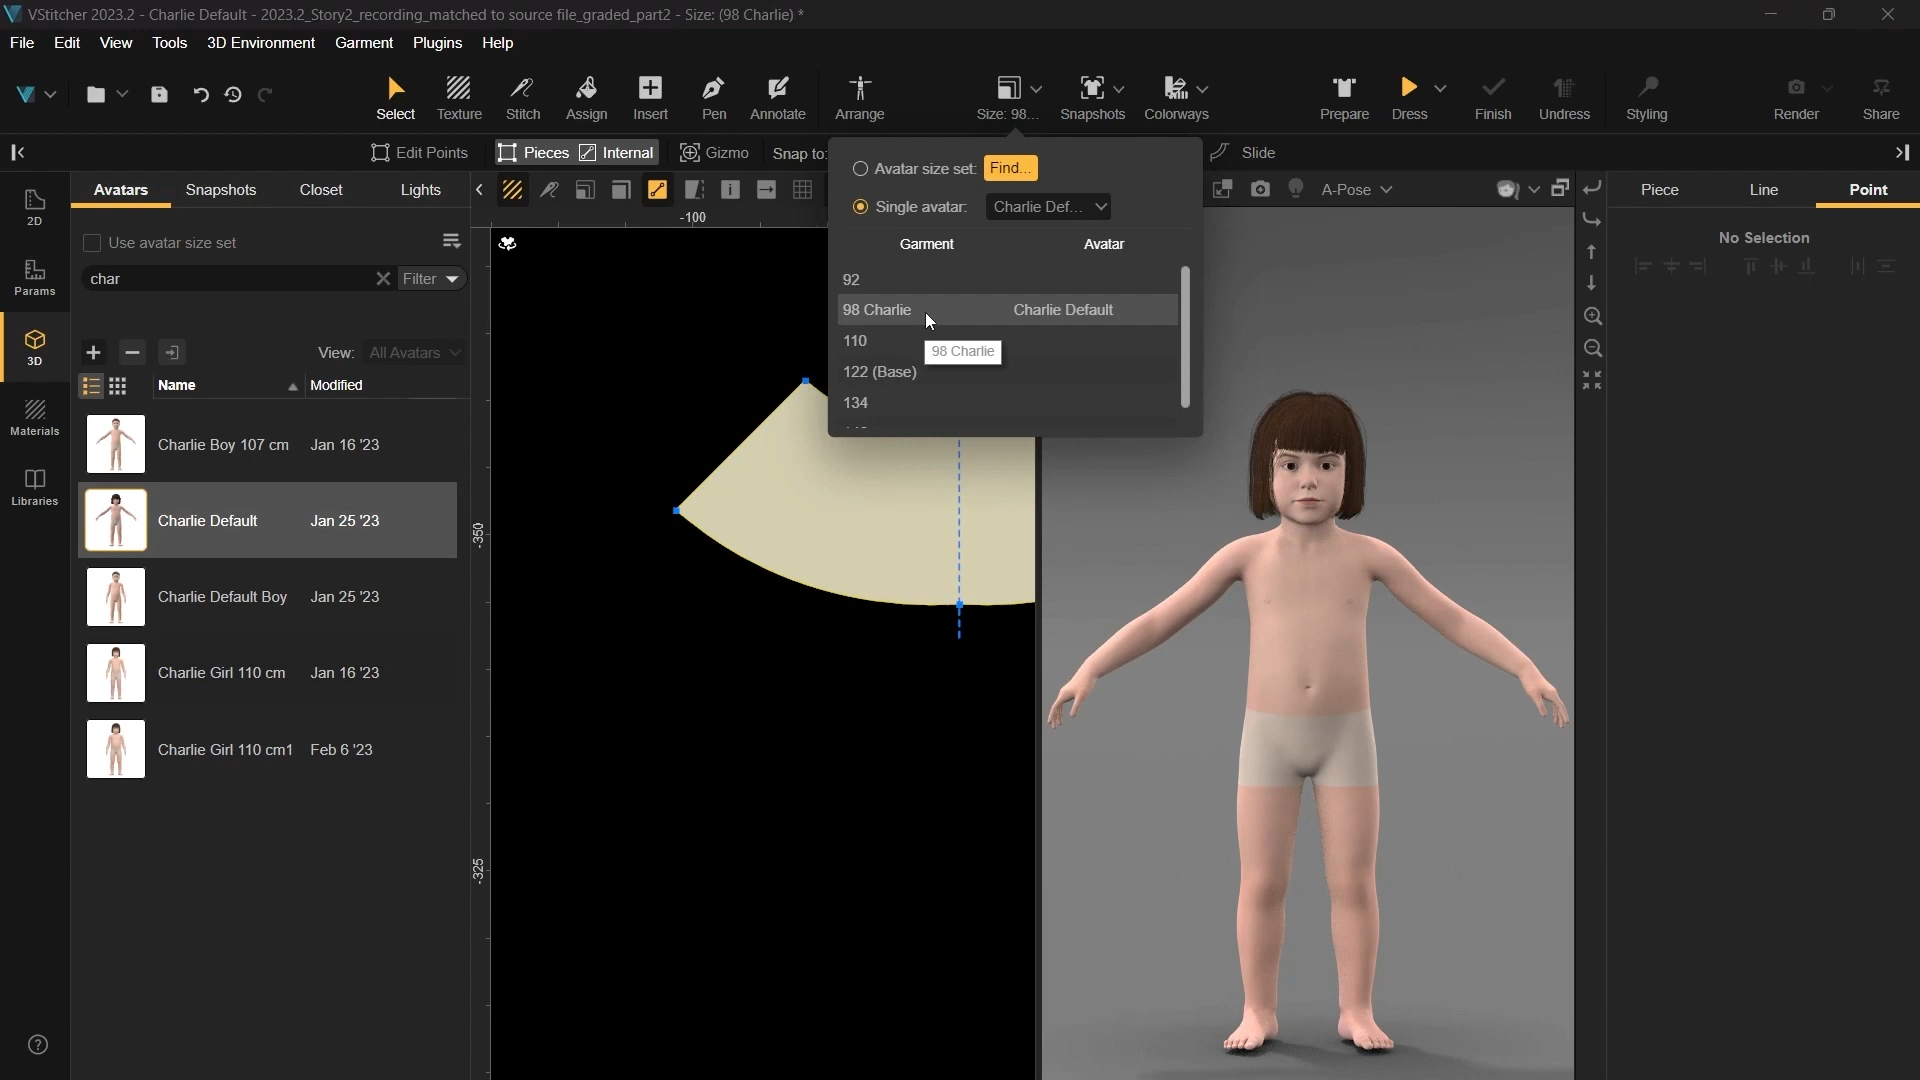 VStitcher 2023.2 - Charlie Default - 2023.2_Story2_recording_matched to source file_graded_part2 - Size: (98 Charlie) *
File Edit View Tools 3D Environment Garment Plugins Help
Select Texture Stitch Assign Insert Pen Annotate Arrange Size: 98... Snapshots Colorways Prepare Dress Finish Undress Styling Render Share
Edit Points Pieces Internal Gizmo Snap to: Slide
Avatars Snapshots Closet Lights
A-Pose
Piece Line Point
No Selection
2D
Params
3D
Materials
Libraries
Use avatar size set
char Filter
View: All Avatars
Name Modified
Charlie Boy 107 cm Jan 16 '23
Charlie Default Jan 25 '23
Charlie Default Boy Jan 25 '23
Charlie Girl 110 cm Jan 16 '23
Charlie Girl 110 cm1 Feb 6 '23
-100
-350
-325
Avatar size set: Find...
Single avatar: Charlie Def...
Garment Avatar
92
98 Charlie Charlie Default
110
98 Charlie
122 (Base)
134